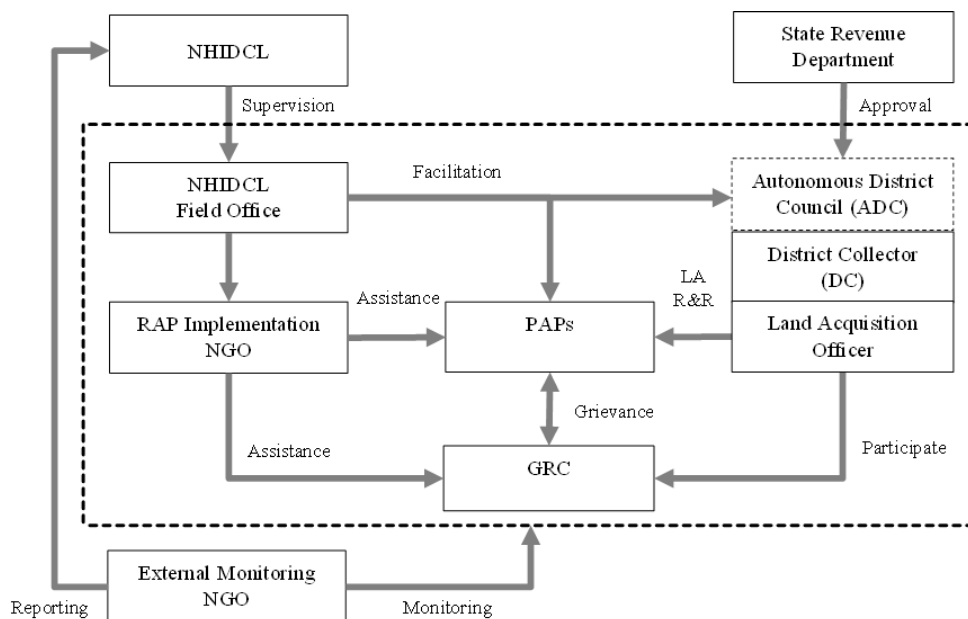 NHIDCL
State Revenue
Department
Supervision
Approval
NHIDCL
Field Office
Facilitation
Autonomous District
Council (ADC)
District Collector
(DC)
LA
R&R
RAP Implementation
NGO
Assistance
PAPs
Land Acquisition
Officer
Grievance
Assistance
GRC
Participate
External Monitoring
NGO
Reporting
Monitoring